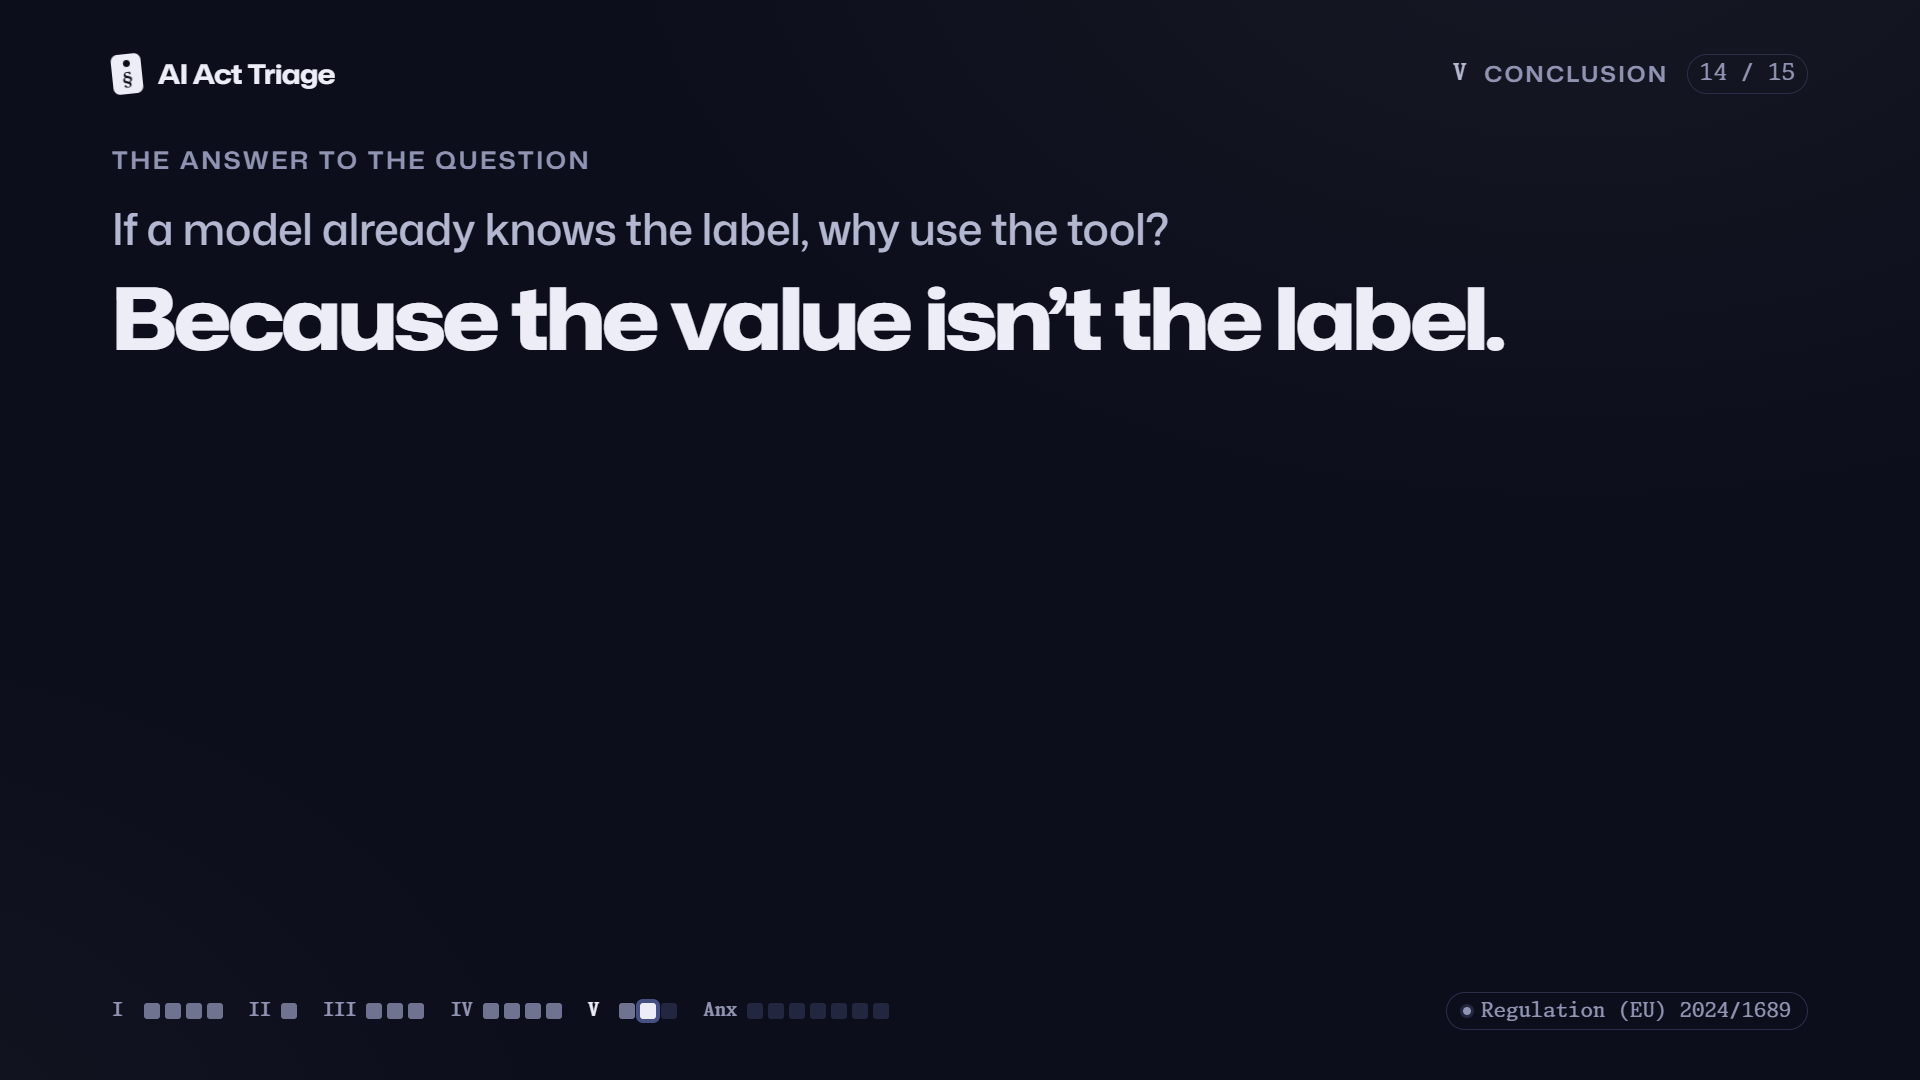 § AI Act Triage
V CONCLUSION 14 / 15
THE ANSWER TO THE QUESTION
If a model already knows the label, why use the tool?
Because the value isn’t the label.
I II III IV V Anx
Regulation (EU) 2024/1689